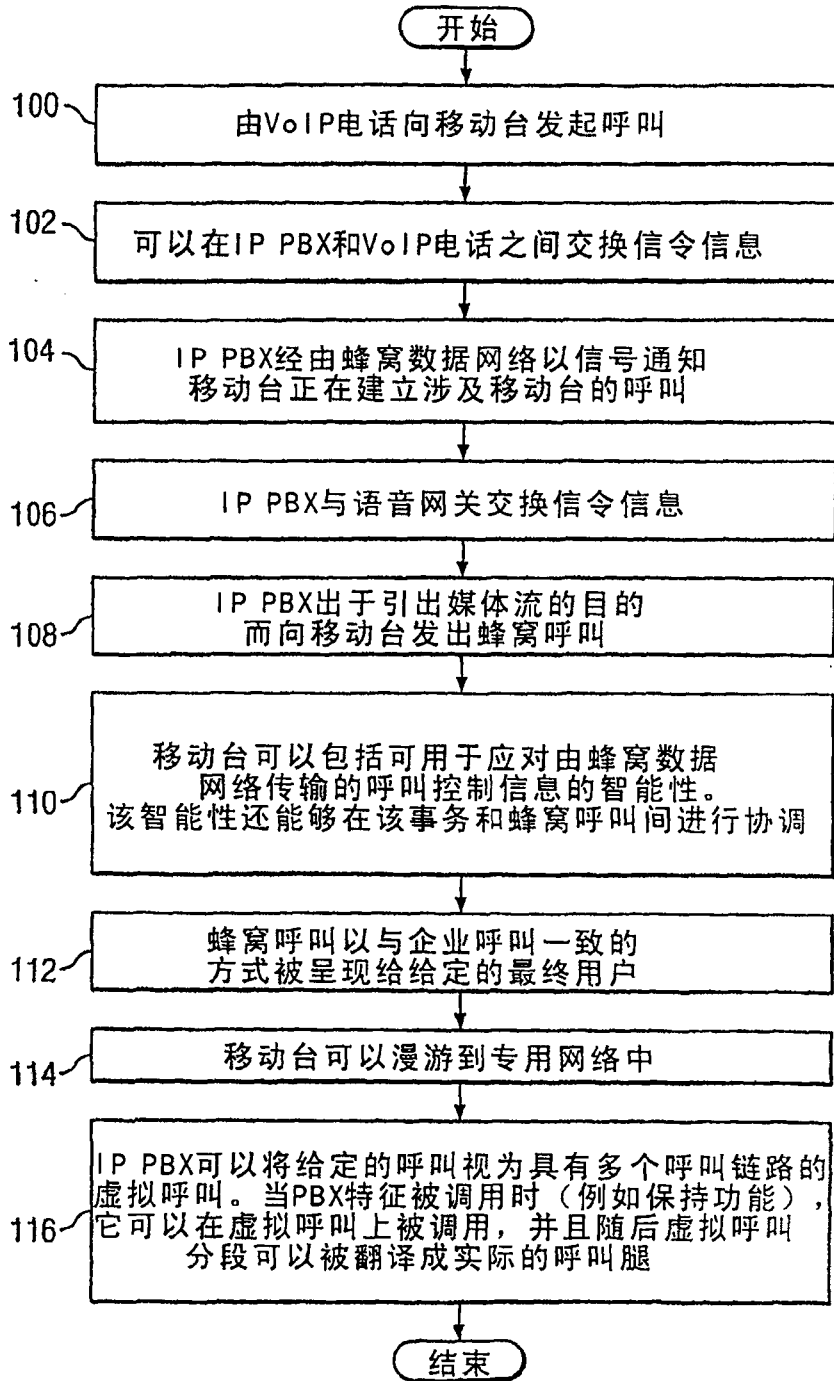 开始
100
由VoIP电话向移动台发起呼叫
102
可以在IP PBX和VoIP电话之间交换信令信息
104
IP PBX经由蜂窝数据网络以信号通知
移动台正在建立涉及移动台的呼叫
106
IP PBX与语音网关交换信令信息
108
IP PBX出于引出媒体流的目的
而向移动台发出蜂窝呼叫
110
移动台可以包括可用于应对由蜂窝数据
网络传输的呼叫控制信息的智能性。
该智能性还能够在该事务和蜂窝呼叫间进行协调
112
蜂窝呼叫以与企业呼叫一致的
方式被呈现给给定的最终用户
114
移动台可以漫游到专用网络中
116
IP PBX可以将给定的呼叫视为具有多个呼叫链路的
虚拟呼叫。当PBX特征被调用时（例如保持功能），
它可以在虚拟呼叫上被调用，并且随后虚拟呼叫
分段可以被翻译成实际的呼叫腿
结束